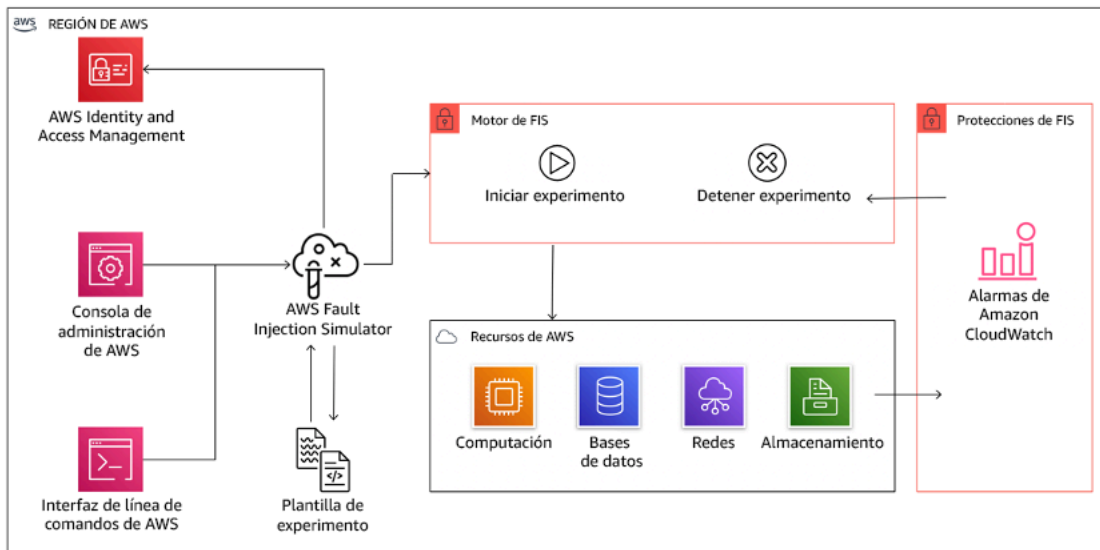 aws
REGIÓN DE AWS
AWS Identity and
Access Management
Consola de
administración
de AWS
Interfaz de línea de
comandos de AWS
AWS Fault
Injection Simulator
Plantilla de
experimento
Motor de FIS
Iniciar experimento
Detener experimento
Recursos de AWS
Computación
Bases
de datos
Redes
Almacenamiento
Protecciones de FIS
Alarmas de
Amazon
CloudWatch